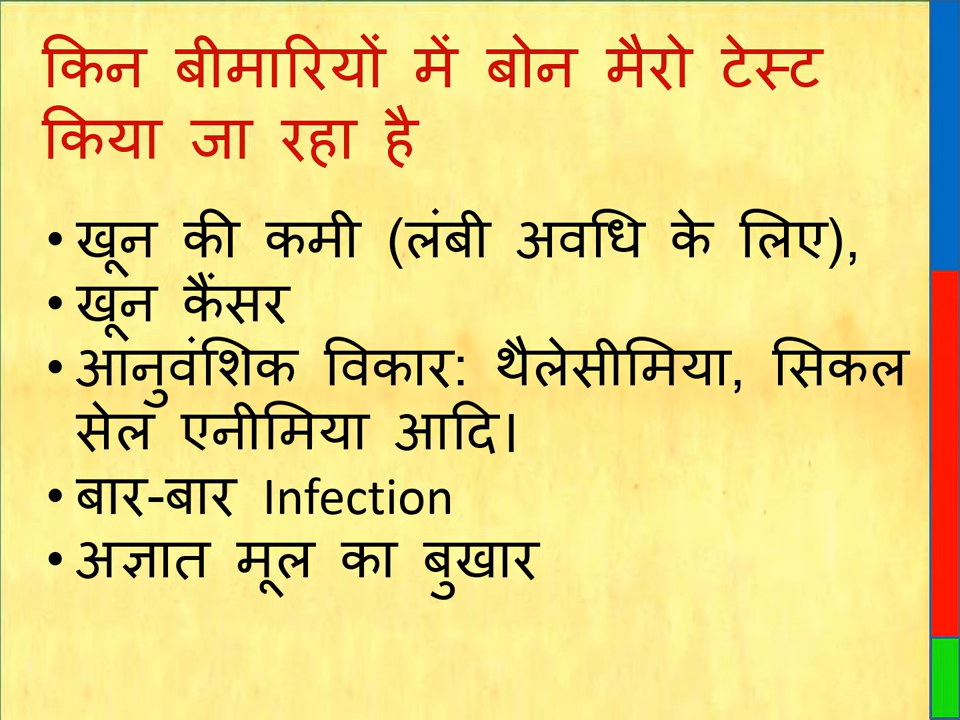 किन बीमारियों में बोन मैरो टेस्ट
किया जा रहा है
• खून की कमी (लंबी अवधि के लिए),
• खून कैंसर
• आनुवंशिक विकार: थैलेसीमिया, सिकल
सेल एनीमिया आदि।
• बार-बार Infection
• अज्ञात मूल का बुखार